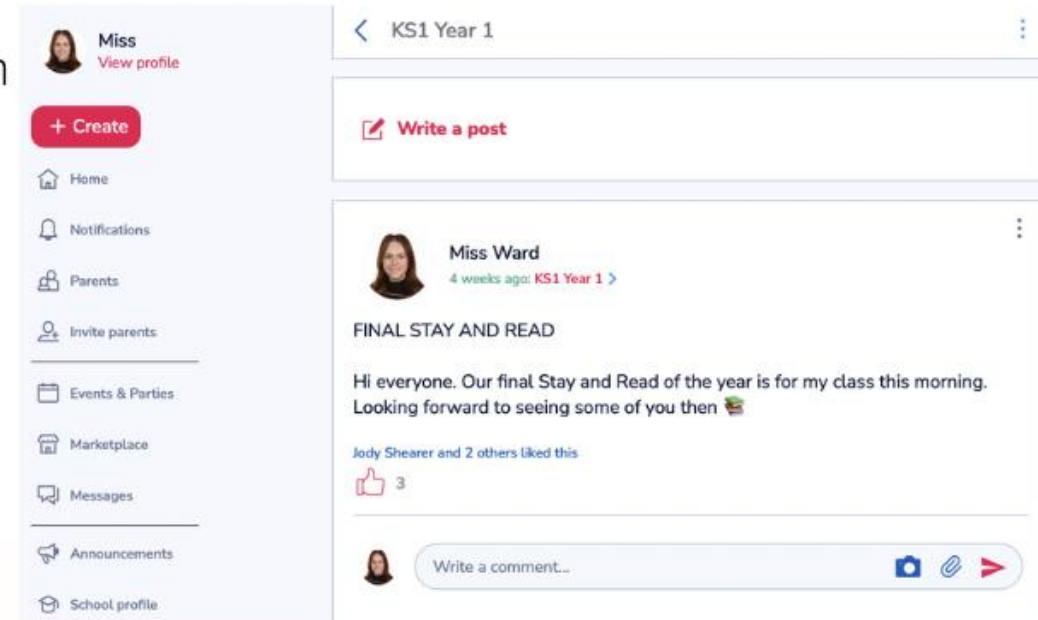 Miss
View profile
+ Create
Home
Notifications
Parents
Invite parents
Events & Parties
Marketplace
Messages
Announcements
School profile
KS1 Year 1
Write a post
Miss Ward
4 weeks ago: KS1 Year 1 >
FINAL STAY AND READ
Hi everyone. Our final Stay and Read of the year is for my class this morning.
Looking forward to seeing some of you then 📚
Jody Shearer and 2 others liked this
3
Write a comment...